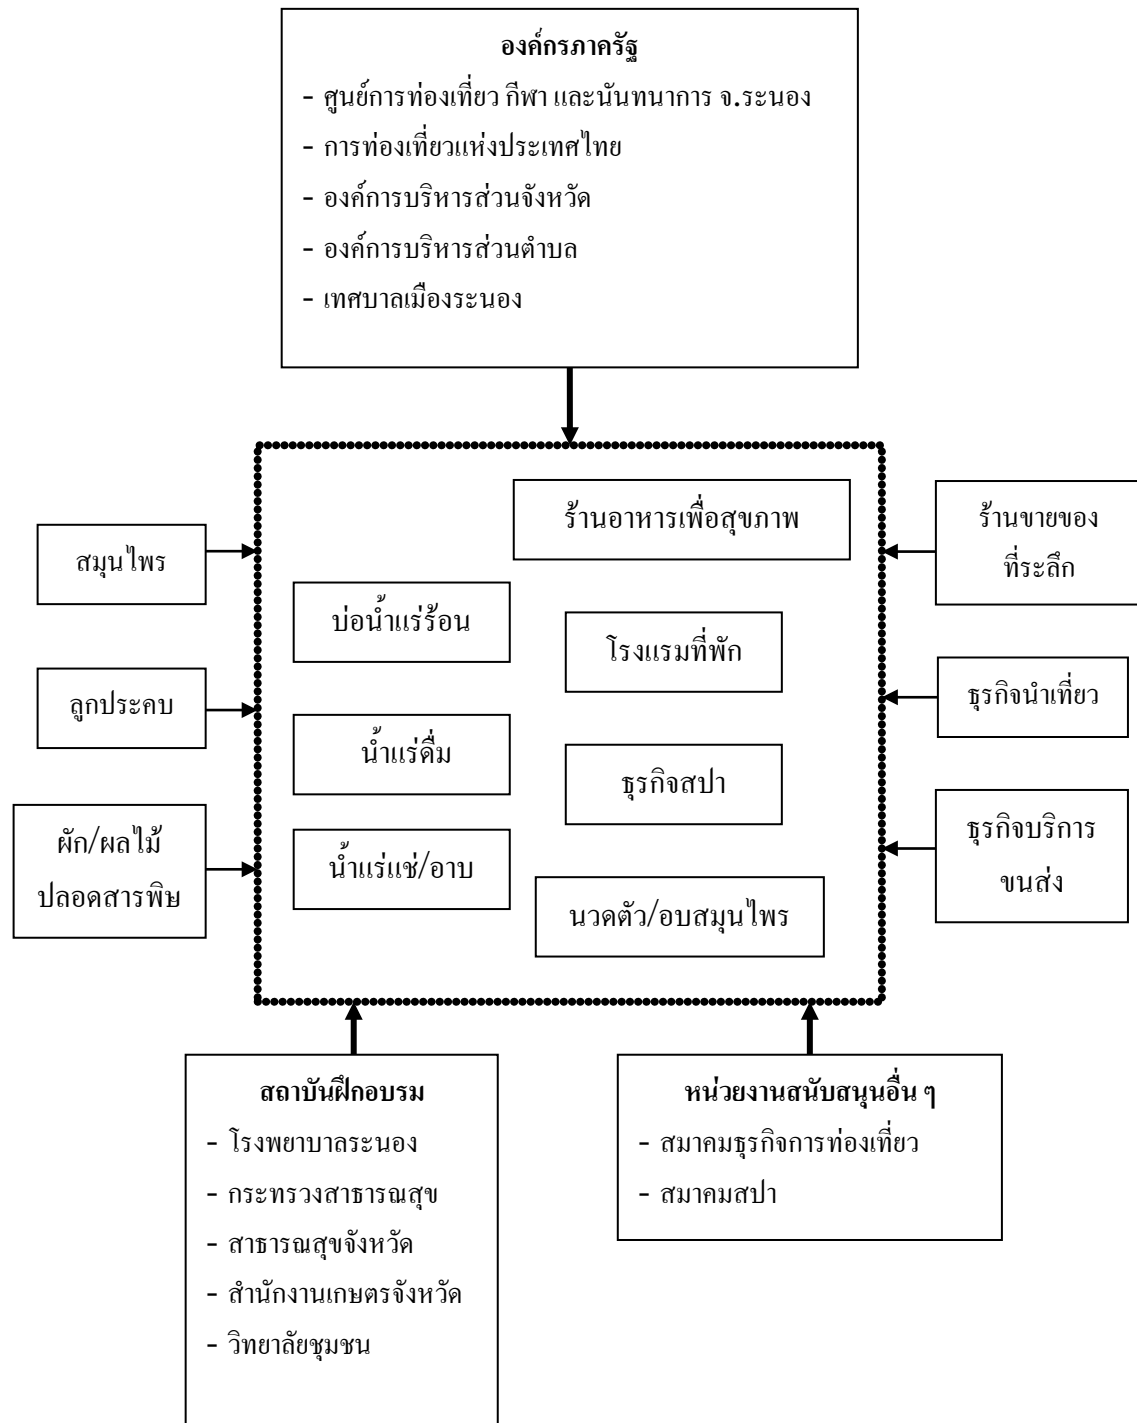 องค์กรภาครัฐ
- ศูนย์การท่องเที่ยว กีฬา และนันทนาการ จ.ระนอง
- การท่องเที่ยวแห่งประเทศไทย
- องค์การบริหารส่วนจังหวัด
- องค์การบริหารส่วนตำบล
- เทศบาลเมืองระนอง
สมุนไพร
ลูกประคบ
ผัก/ผลไม้
ปลอดสารพิษ
ร้านอาหารเพื่อสุขภาพ
บ่อน้ำแร่ร้อน
โรงแรมที่พัก
น้ำแร่ดื่ม
ธุรกิจสปา
น้ำแร่แช่/อาบ
นวดตัว/อบสมุนไพร
ร้านขายของ
ที่ระลึก
ธุรกิจนำเที่ยว
ธุรกิจบริการ
ขนส่ง
สถาบันฝึกอบรม
- โรงพยาบาลระนอง
- กระทรวงสาธารณสุข
- สาธารณสุขจังหวัด
- สำนักงานเกษตรจังหวัด
- วิทยาลัยชุมชน
หน่วยงานสนับสนุนอื่น ๆ
- สมาคมธุรกิจการท่องเที่ยว
- สมาคมสปา